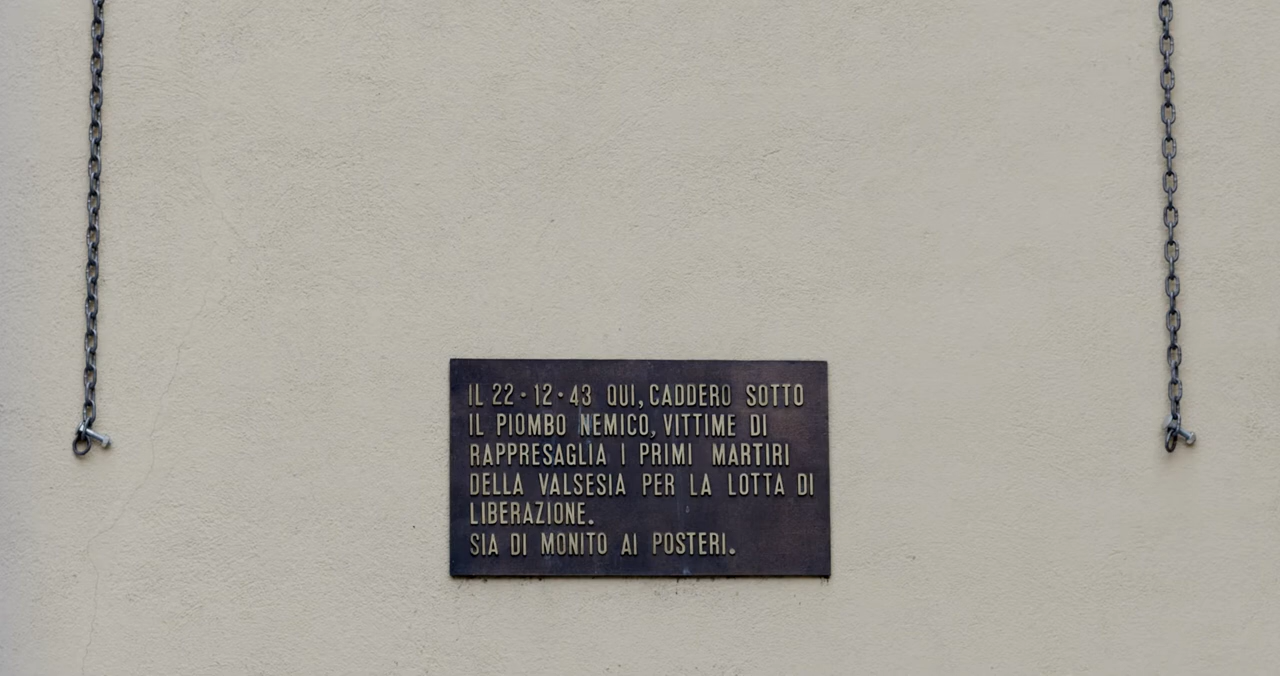 IL 22·12·43 QUI, CADDERO SOTTO
IL PIOMBO NEMICO, VITTIME DI
RAPPRESAGLIA I PRIMI MARTIRI
DELLA VALSESIA PER LA LOTTA DI
LIBERAZIONE.
SIA DI MONITO AI POSTERI.